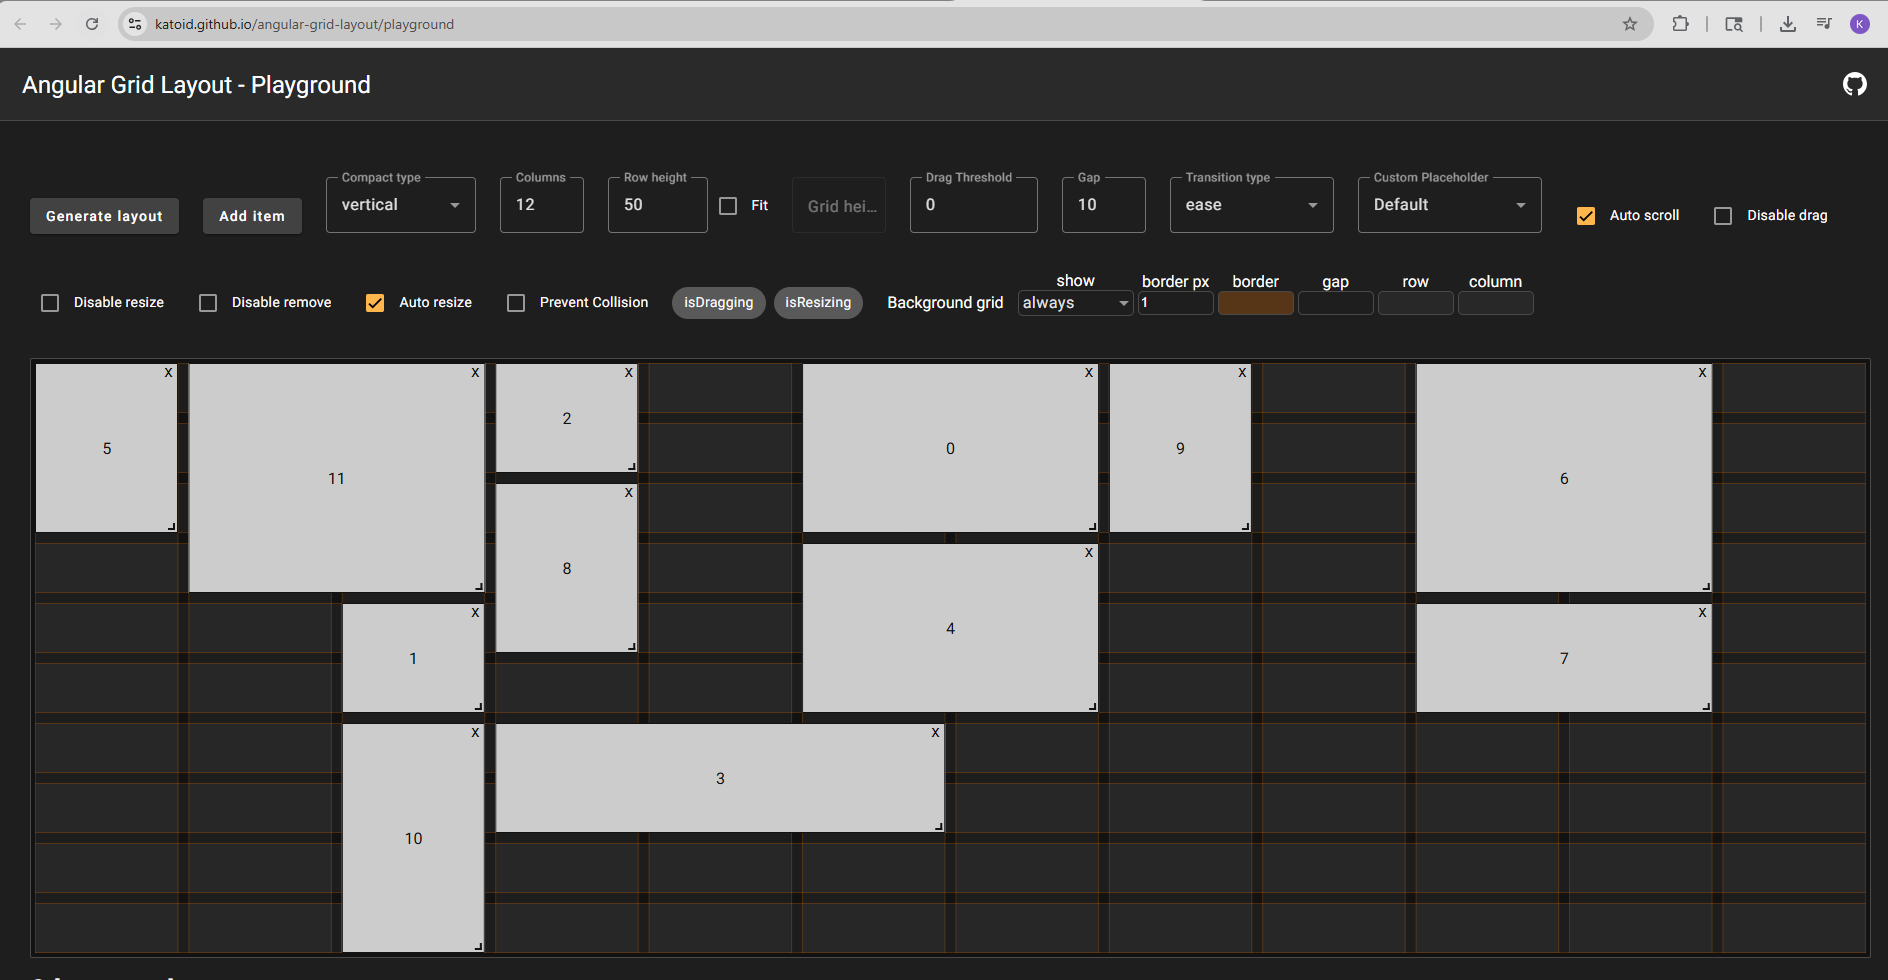 katoid.github.io/angular-grid-layout/playground
K
Angular Grid Layout - Playground
Generate layout
Add item
Compact type
vertical
Columns
12
Row height
50
Fit
Grid hei...
Drag Threshold
0
Gap
10
Transition type
ease
Custom Placeholder
Default
Auto scroll
Disable drag
Disable resize
Disable remove
Auto resize
Prevent Collision
isDragging
isResizing
Background grid
show
always
border px
1
border
gap
row
column
5
X
11
X
2
X
0
X
9
X
6
X
8
X
4
X
1
X
7
X
10
X
3
X